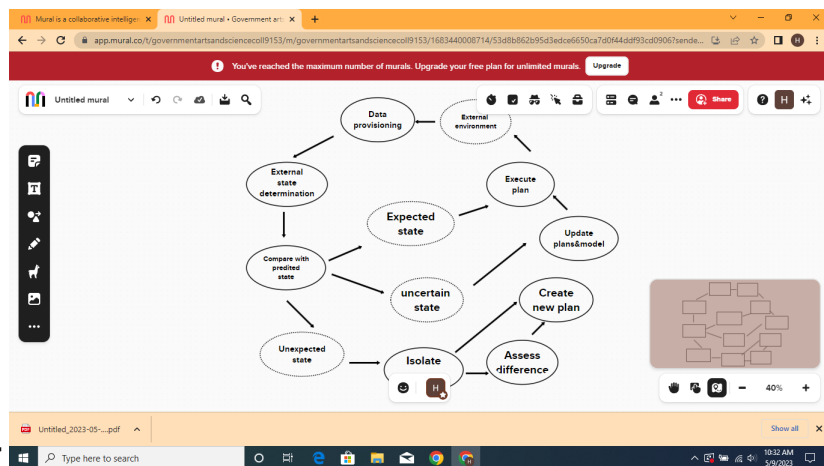 Mural is a collaborative intelligen
Untitled mural • Government arts
app.mural.co/t/governmentartsandsciencecoll9153/m/governmentartsandsciencecoll9153/1683440008714/53d8b862b95d3edce6650ca7d0f44ddf93cd0906?sende...
H
You've reached the maximum number of murals. Upgrade your free plan for unlimited murals.
Upgrade
Untitled mural
2
Share
H
Data
provisioning
External
environment
External
state
determination
Execute
plan
Expected
state
Update
plans&model
Compare with
predited
state
uncertain
state
Create
new plan
Unexpected
state
Isolate
Assess
difference
H
40%
Untitled_2023-05-....pdf
Show all
Type here to search
10:32 AM
5/9/2023